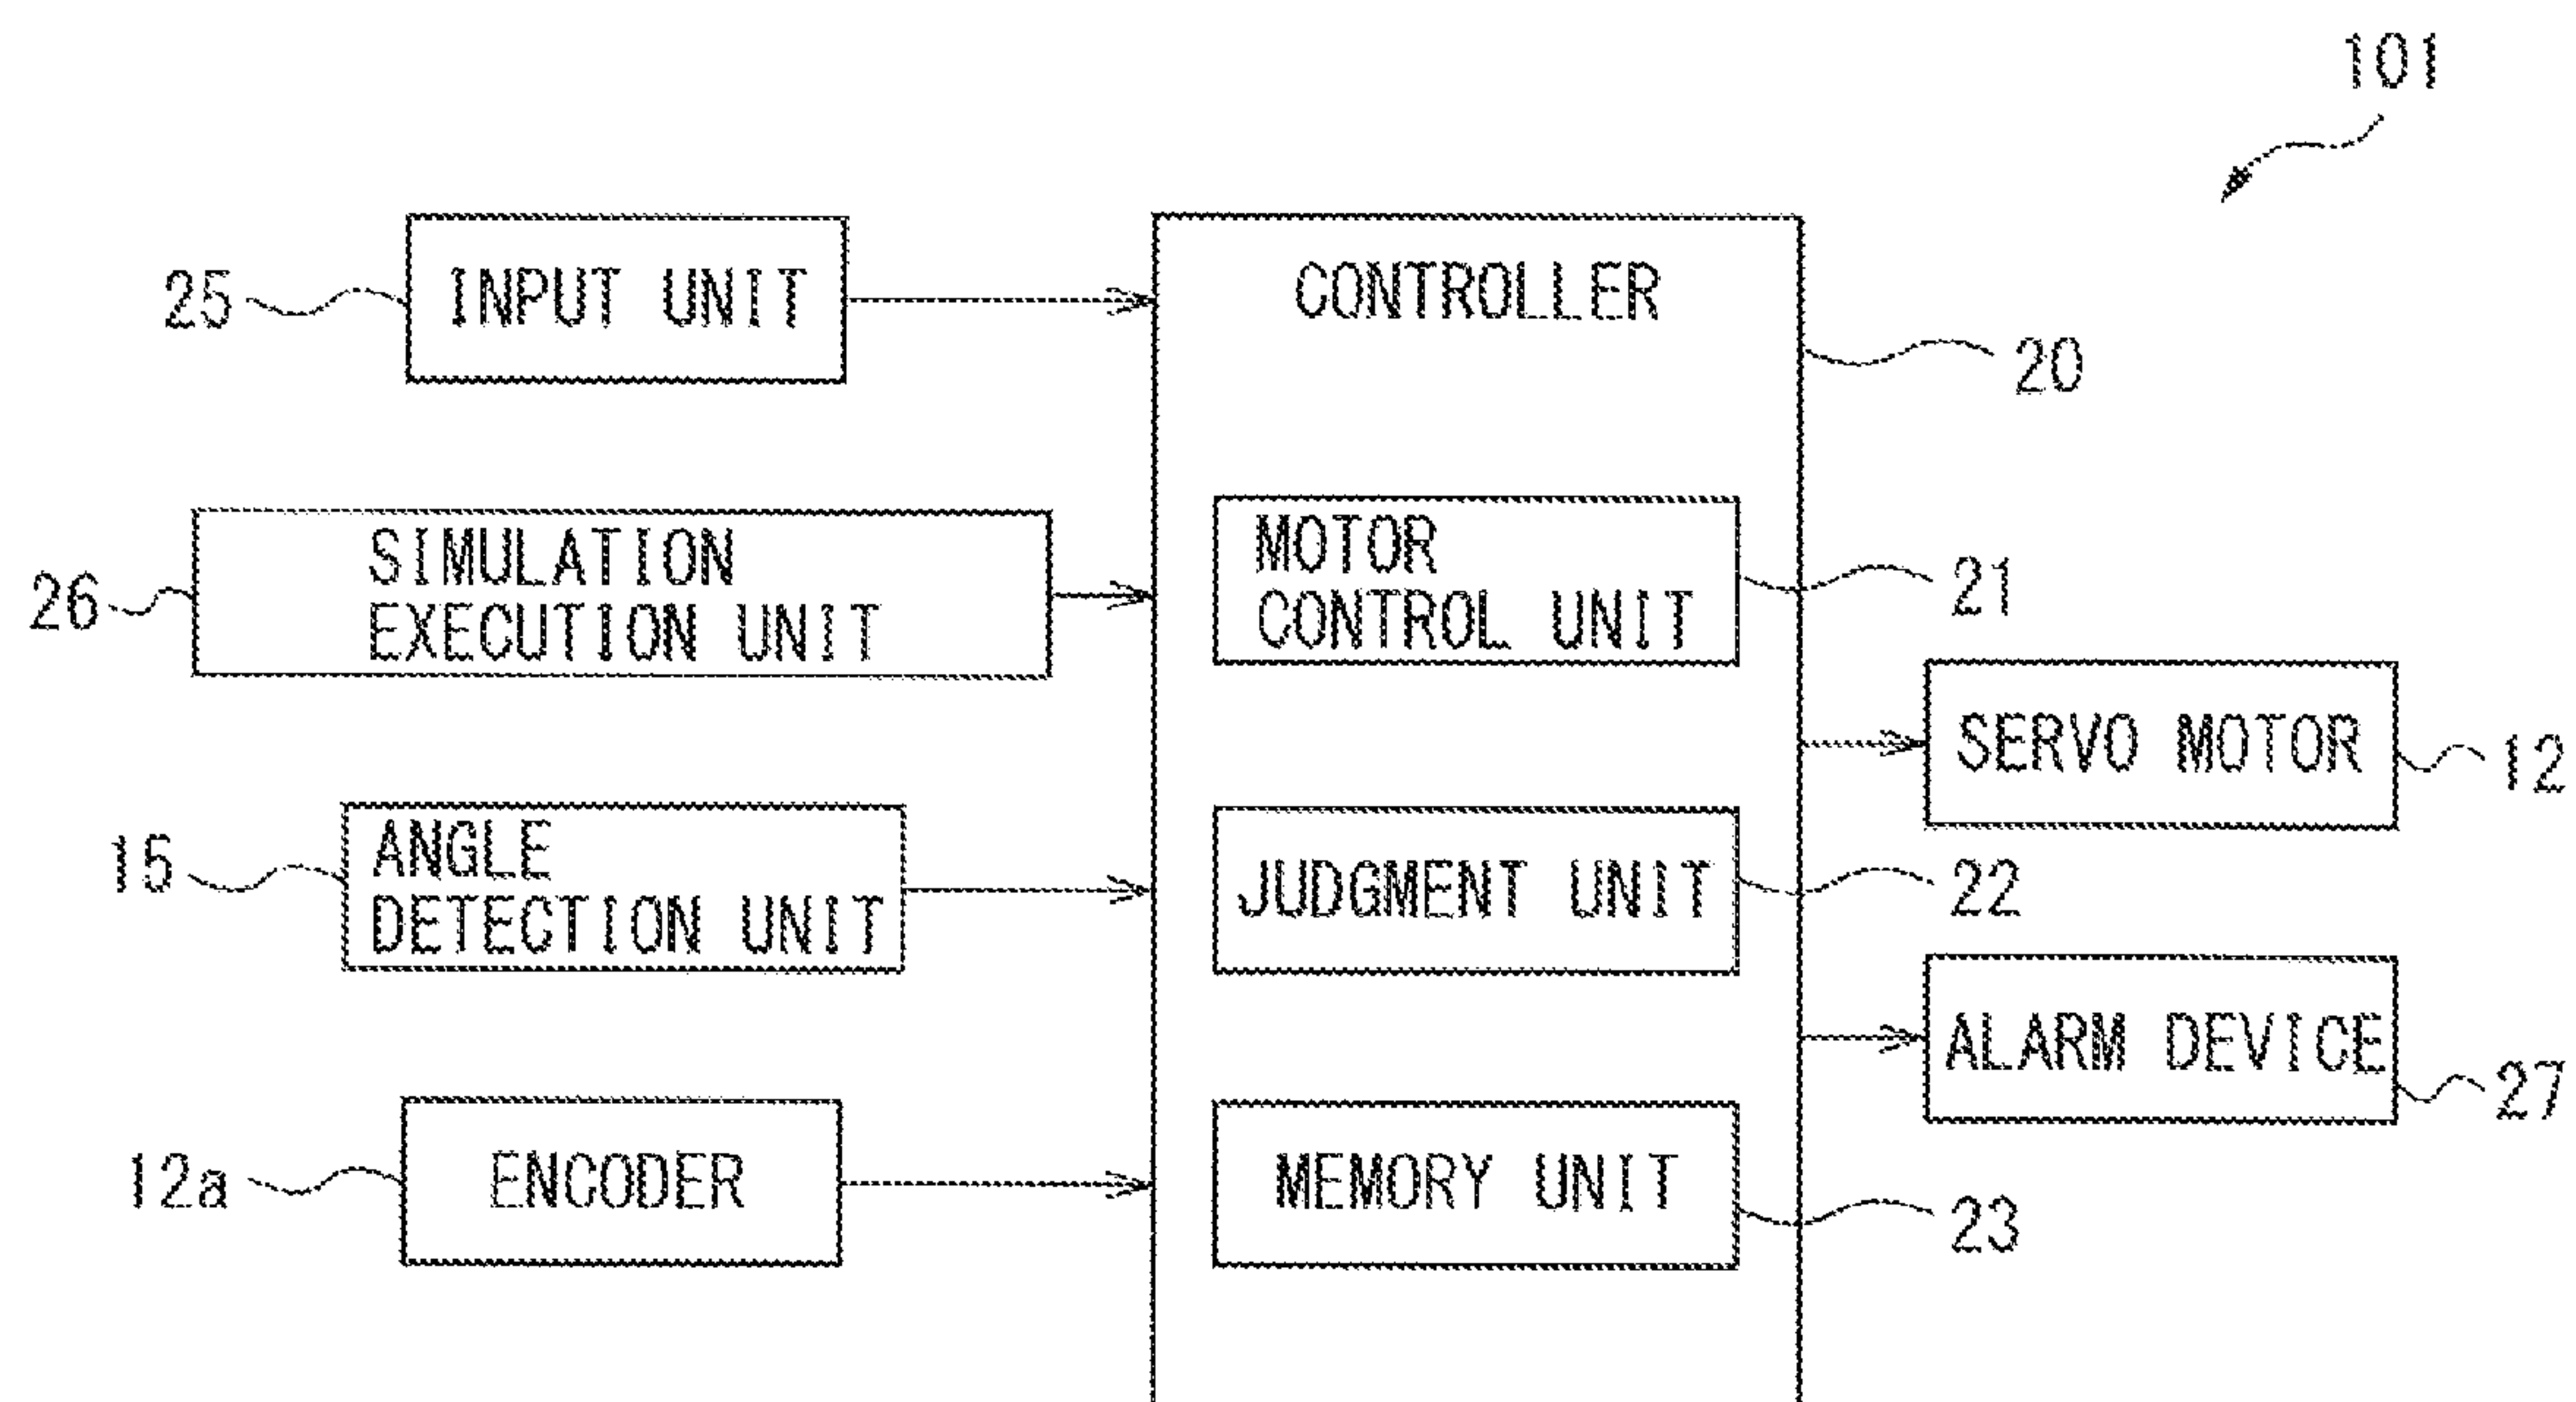 101
25
INPUT UNIT
CONTROLLER
20
26
SIMULATION
EXECUTION UNIT
MOTOR
CONTROL UNIT
21
SERVO MOTOR
12
15
ANGLE
DETECTION UNIT
JUDGMENT UNIT
22
ALARM DEVICE
27
12a
ENCODER
MEMORY UNIT
23